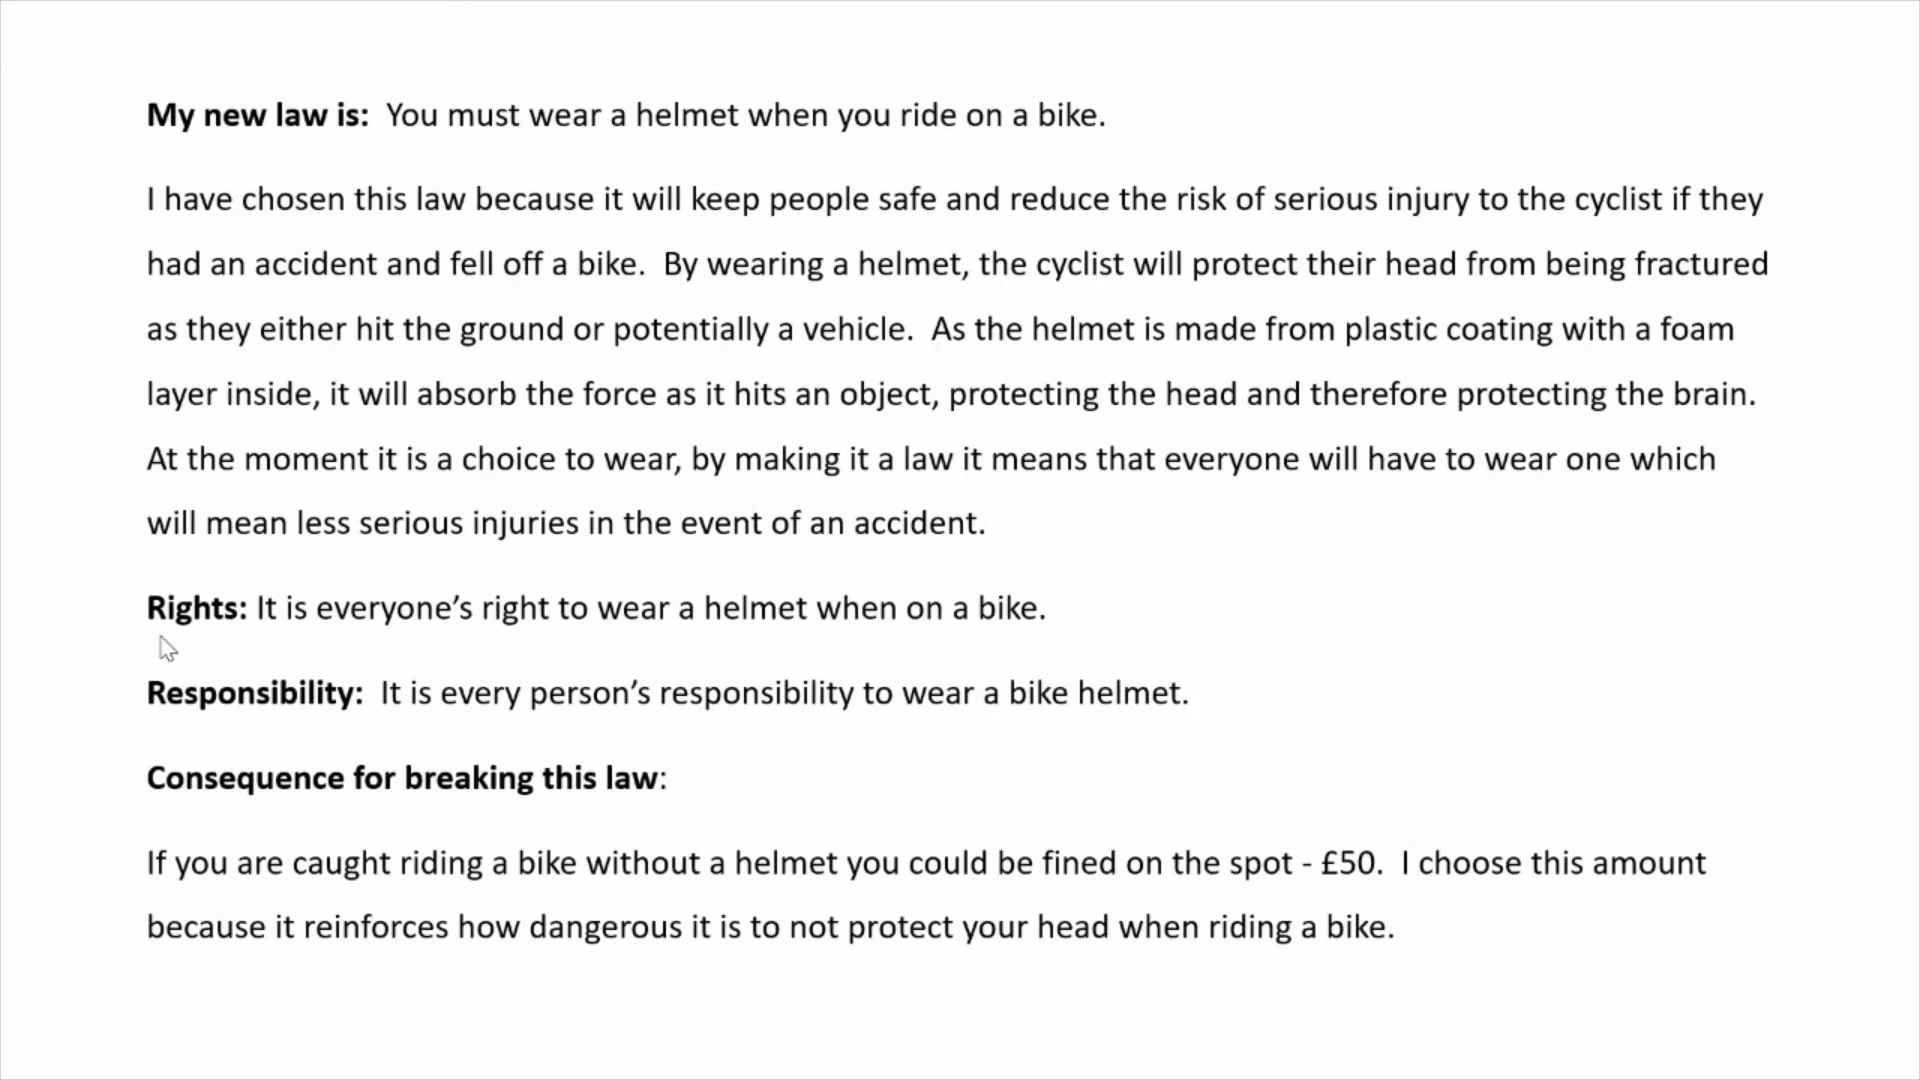 My new law is:  You must wear a helmet when you ride on a bike.
I have chosen this law because it will keep people safe and reduce the risk of serious injury to the cyclist if they
had an accident and fell off a bike.  By wearing a helmet, the cyclist will protect their head from being fractured
as they either hit the ground or potentially a vehicle.  As the helmet is made from plastic coating with a foam
layer inside, it will absorb the force as it hits an object, protecting the head and therefore protecting the brain.
At the moment it is a choice to wear, by making it a law it means that everyone will have to wear one which
will mean less serious injuries in the event of an accident.
Rights: It is everyone’s right to wear a helmet when on a bike.
Responsibility:  It is every person’s responsibility to wear a bike helmet.
Consequence for breaking this law:
If you are caught riding a bike without a helmet you could be fined on the spot - £50.  I choose this amount
because it reinforces how dangerous it is to not protect your head when riding a bike.